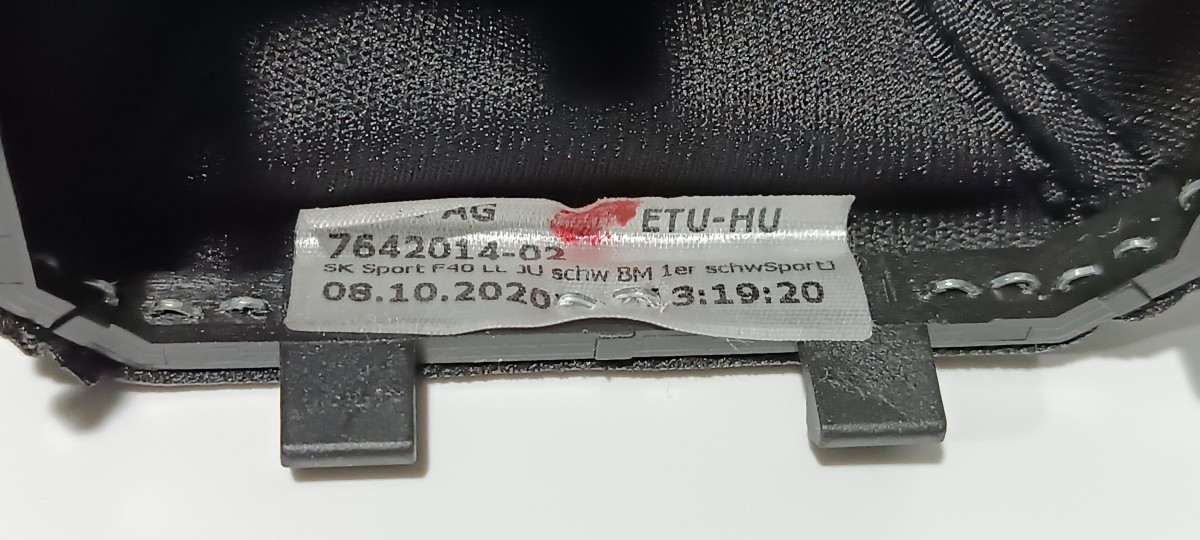 AG ETU-HU
7642014-02
SK Sport F40 LL JU schw BM 1er schwSport
08.10.2020 3:19:20